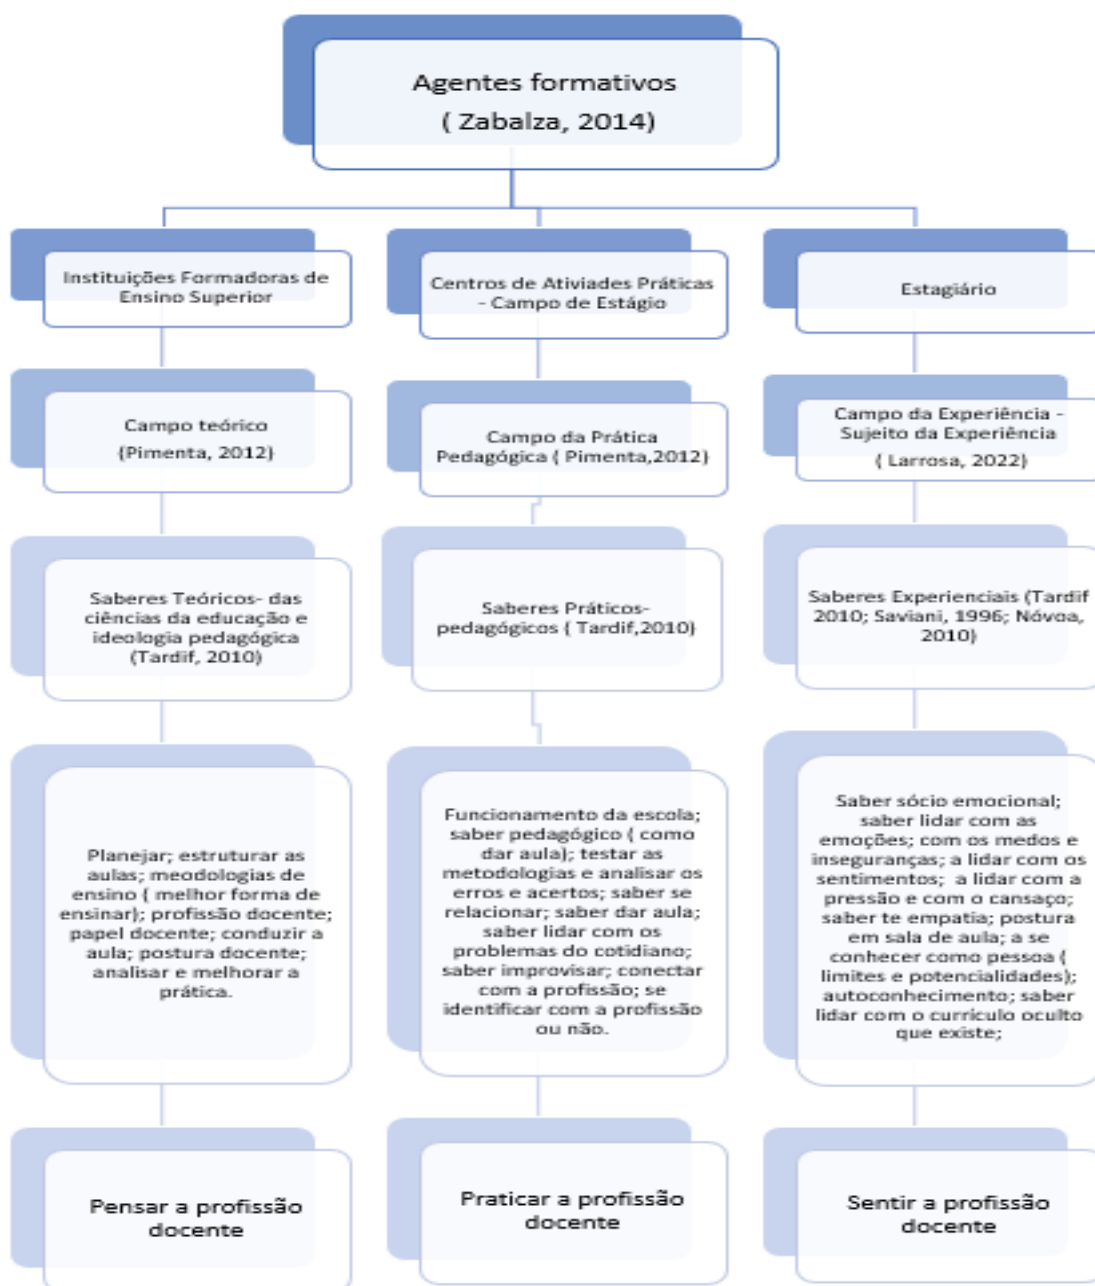 Agentes formativos
( Zabalza, 2014)
Instituições Formadoras de
Ensino Superior
Campo teórico
(Pimenta, 2012)
Saberes Teóricos- das
ciências da educação e
ideologia pedagógica
(Tardif, 2010)
Planejar; estruturar as
aulas; meodologias de
ensino ( melhor forma de
ensinar); profissão docente;
papel docente; conduzir a
aula; postura docente;
analisar e melhorar a
prática.
Pensar a profissão
docente
Centros de Ativiades Práticas
- Campo de Estágio
Campo da Prática
Pedagógica ( Pimenta,2012)
Saberes Práticos-
pedagógicos ( Tardif,2010)
Funcionamento da escola;
saber pedagógico ( como
dar aula); testar as
metodologias e analisar os
erros e acertos; saber se
relacionar; saber dar aula;
saber lidar com os
problemas do cotidiano;
saber improvisar; conectar
com a profissão; se
identificar com a profissão
ou não.
Praticar a profissão
docente
Estagiário
Campo da Experiência -
Sujeito da Experiência
( Larrosa, 2022)
Saberes Experienciais (Tardif
2010; Saviani, 1996; Nóvoa,
2010)
Saber sócio emocional;
saber lidar com as
emoções; com os medos e
inseguranças; a lidar com os
sentimentos; a lidar com a
pressão e com o cansaço;
saber te empatia; postura
em sala de aula; a se
conhecer como pessoa (
limites e potencialidades);
autoconhecimento; saber
lidar com o currículo oculto
que existe;
Sentir a profissão
docente